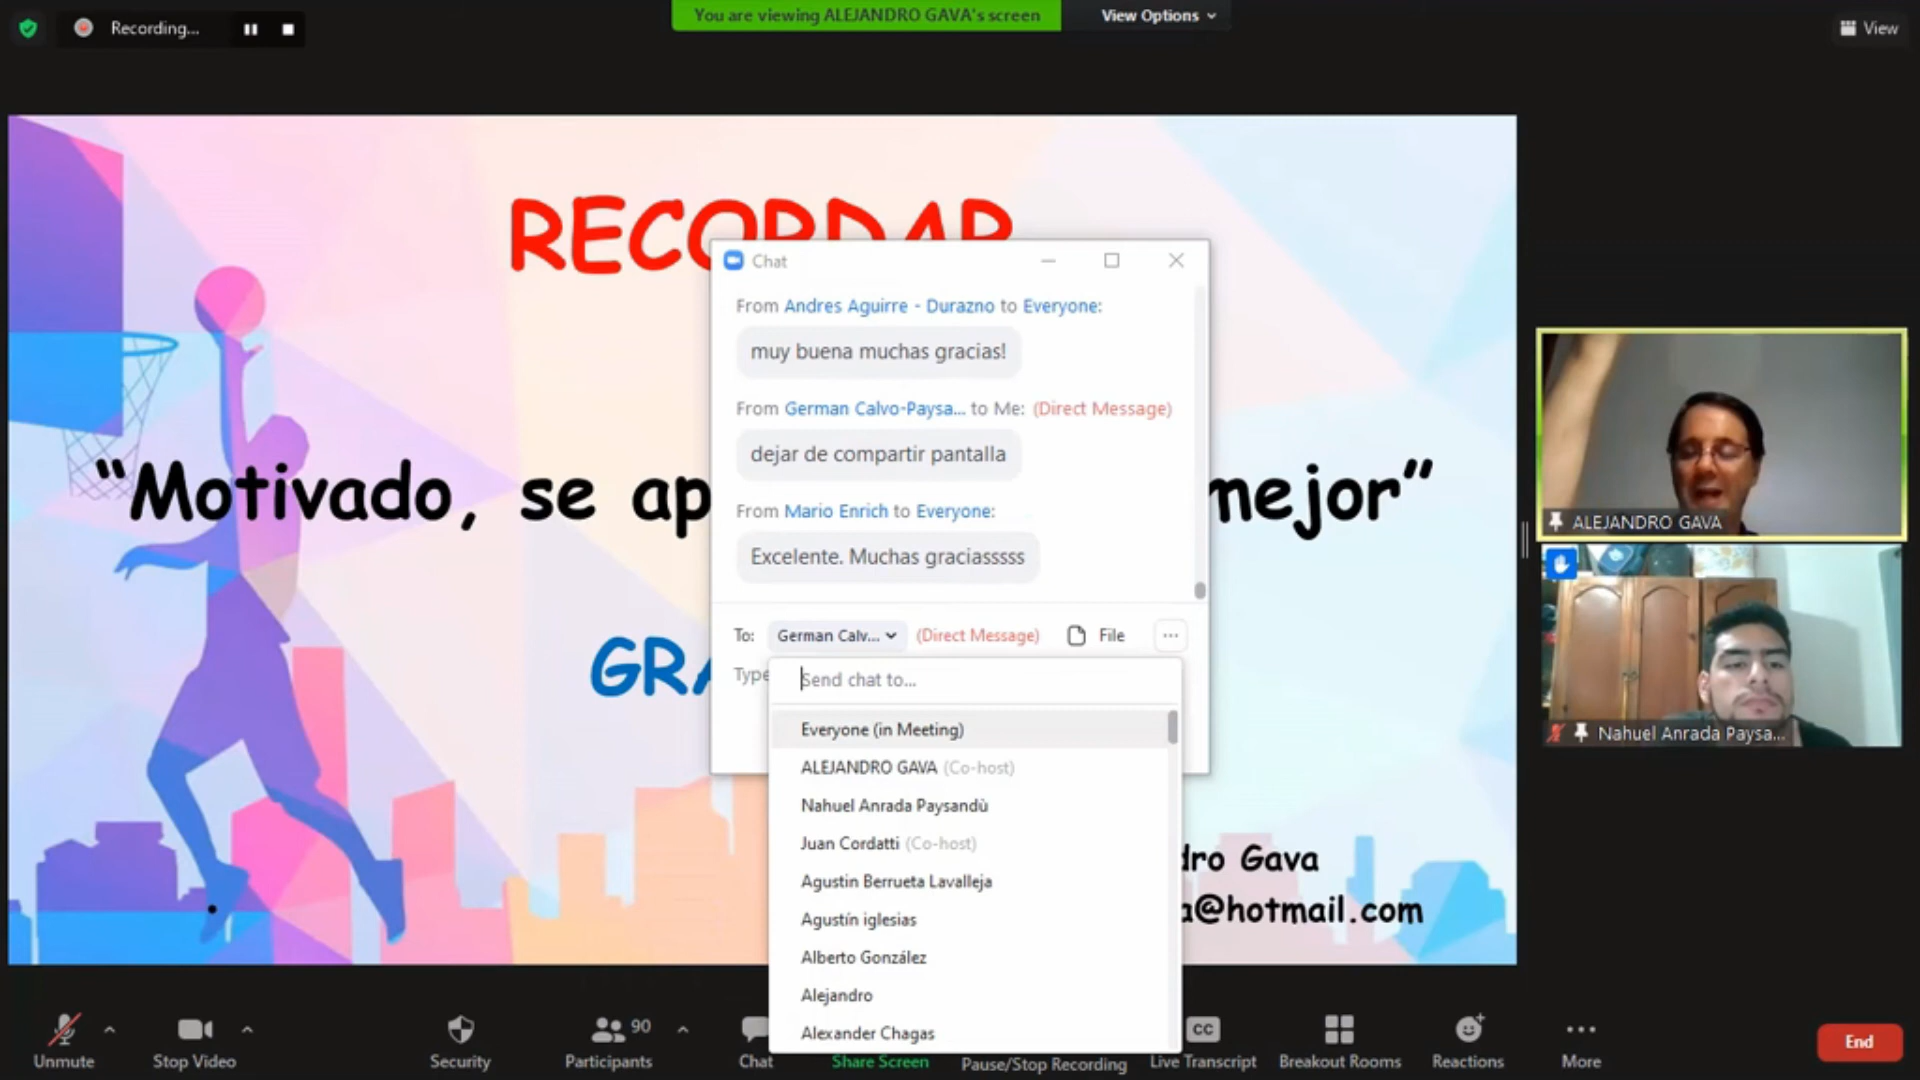 Recording...
You are viewing ALEJANDRO GAVA's screen
View Options
View
RECORDAR
Chat
From Andres Aguirre - Durazno to Everyone:
muy buena muchas gracias!
From German Calvo-Paysa... to Me: (Direct Message)
dejar de compartir pantalla
From Mario Enrich to Everyone:
Excelente. Muchas graciasssss
"Motivado, se ap
mejor"
To: German Calv... (Direct Message) File ...
Type
GRA
Send chat to...
Everyone (in Meeting)
ALEJANDRO GAVA (Co-host)
Nahuel Anrada Paysandù
Juan Cordatti (Co-host)
Agustin Berrueta Lavalleja
Agustín iglesias
Alberto González
Alejandro
Alexander Chagas
dro Gava
a@hotmail.com
ALEJANDRO GAVA
Nahuel Anrada Paysa...
Unmute
Stop Video
Security
90
Participants
Chat
Share Screen
Pause/Stop Recording
CC
Live Transcript
Breakout Rooms
Reactions
More
End